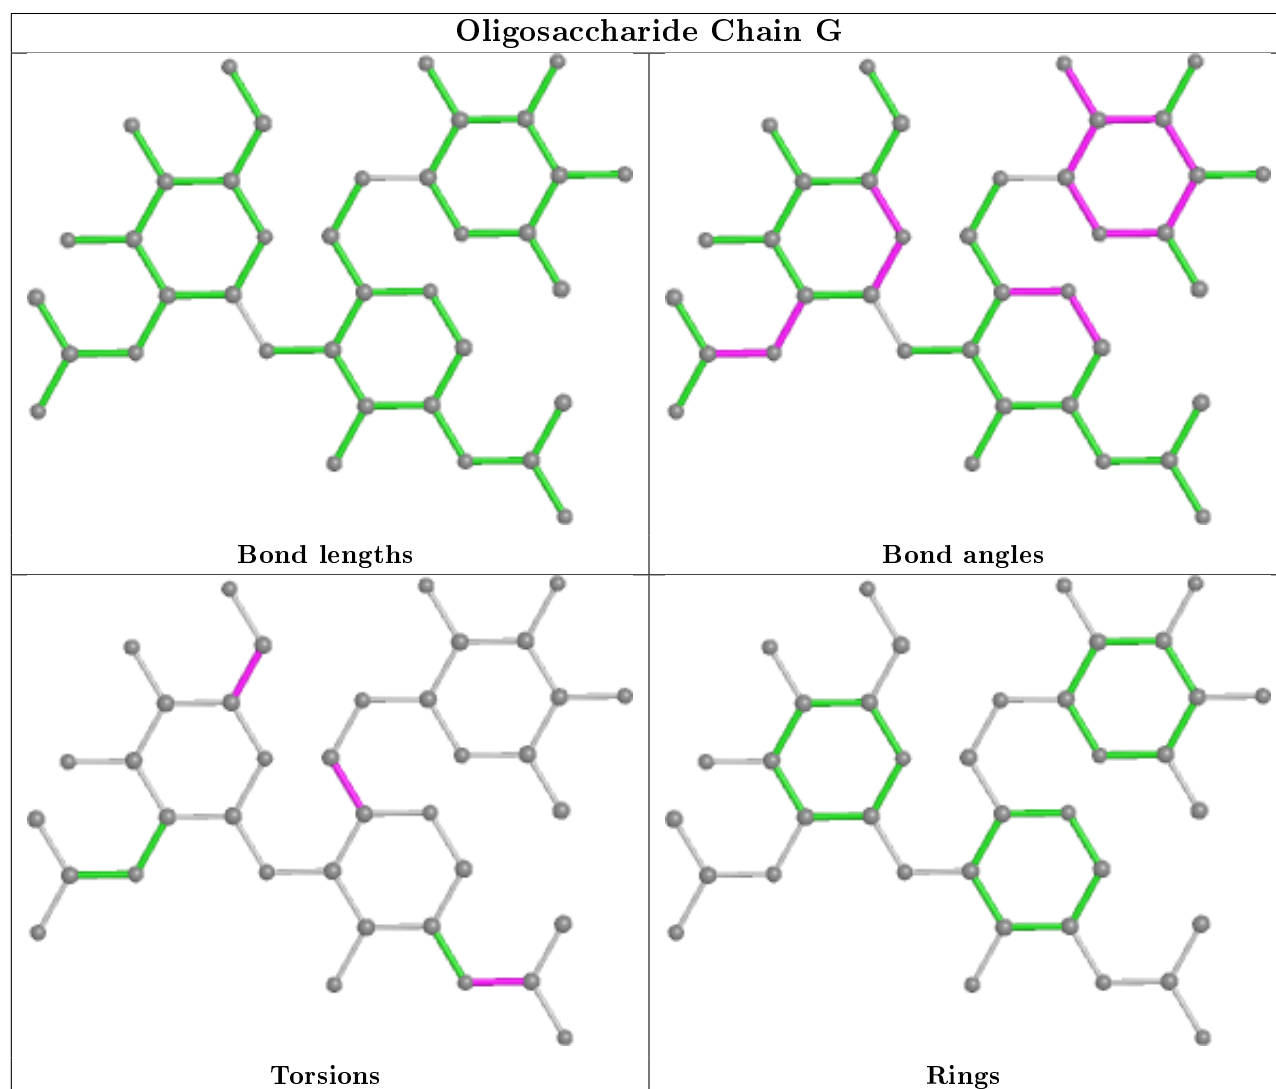 Oligosaccharide Chain G
Bond lengths
Bond angles
Torsions
Rings